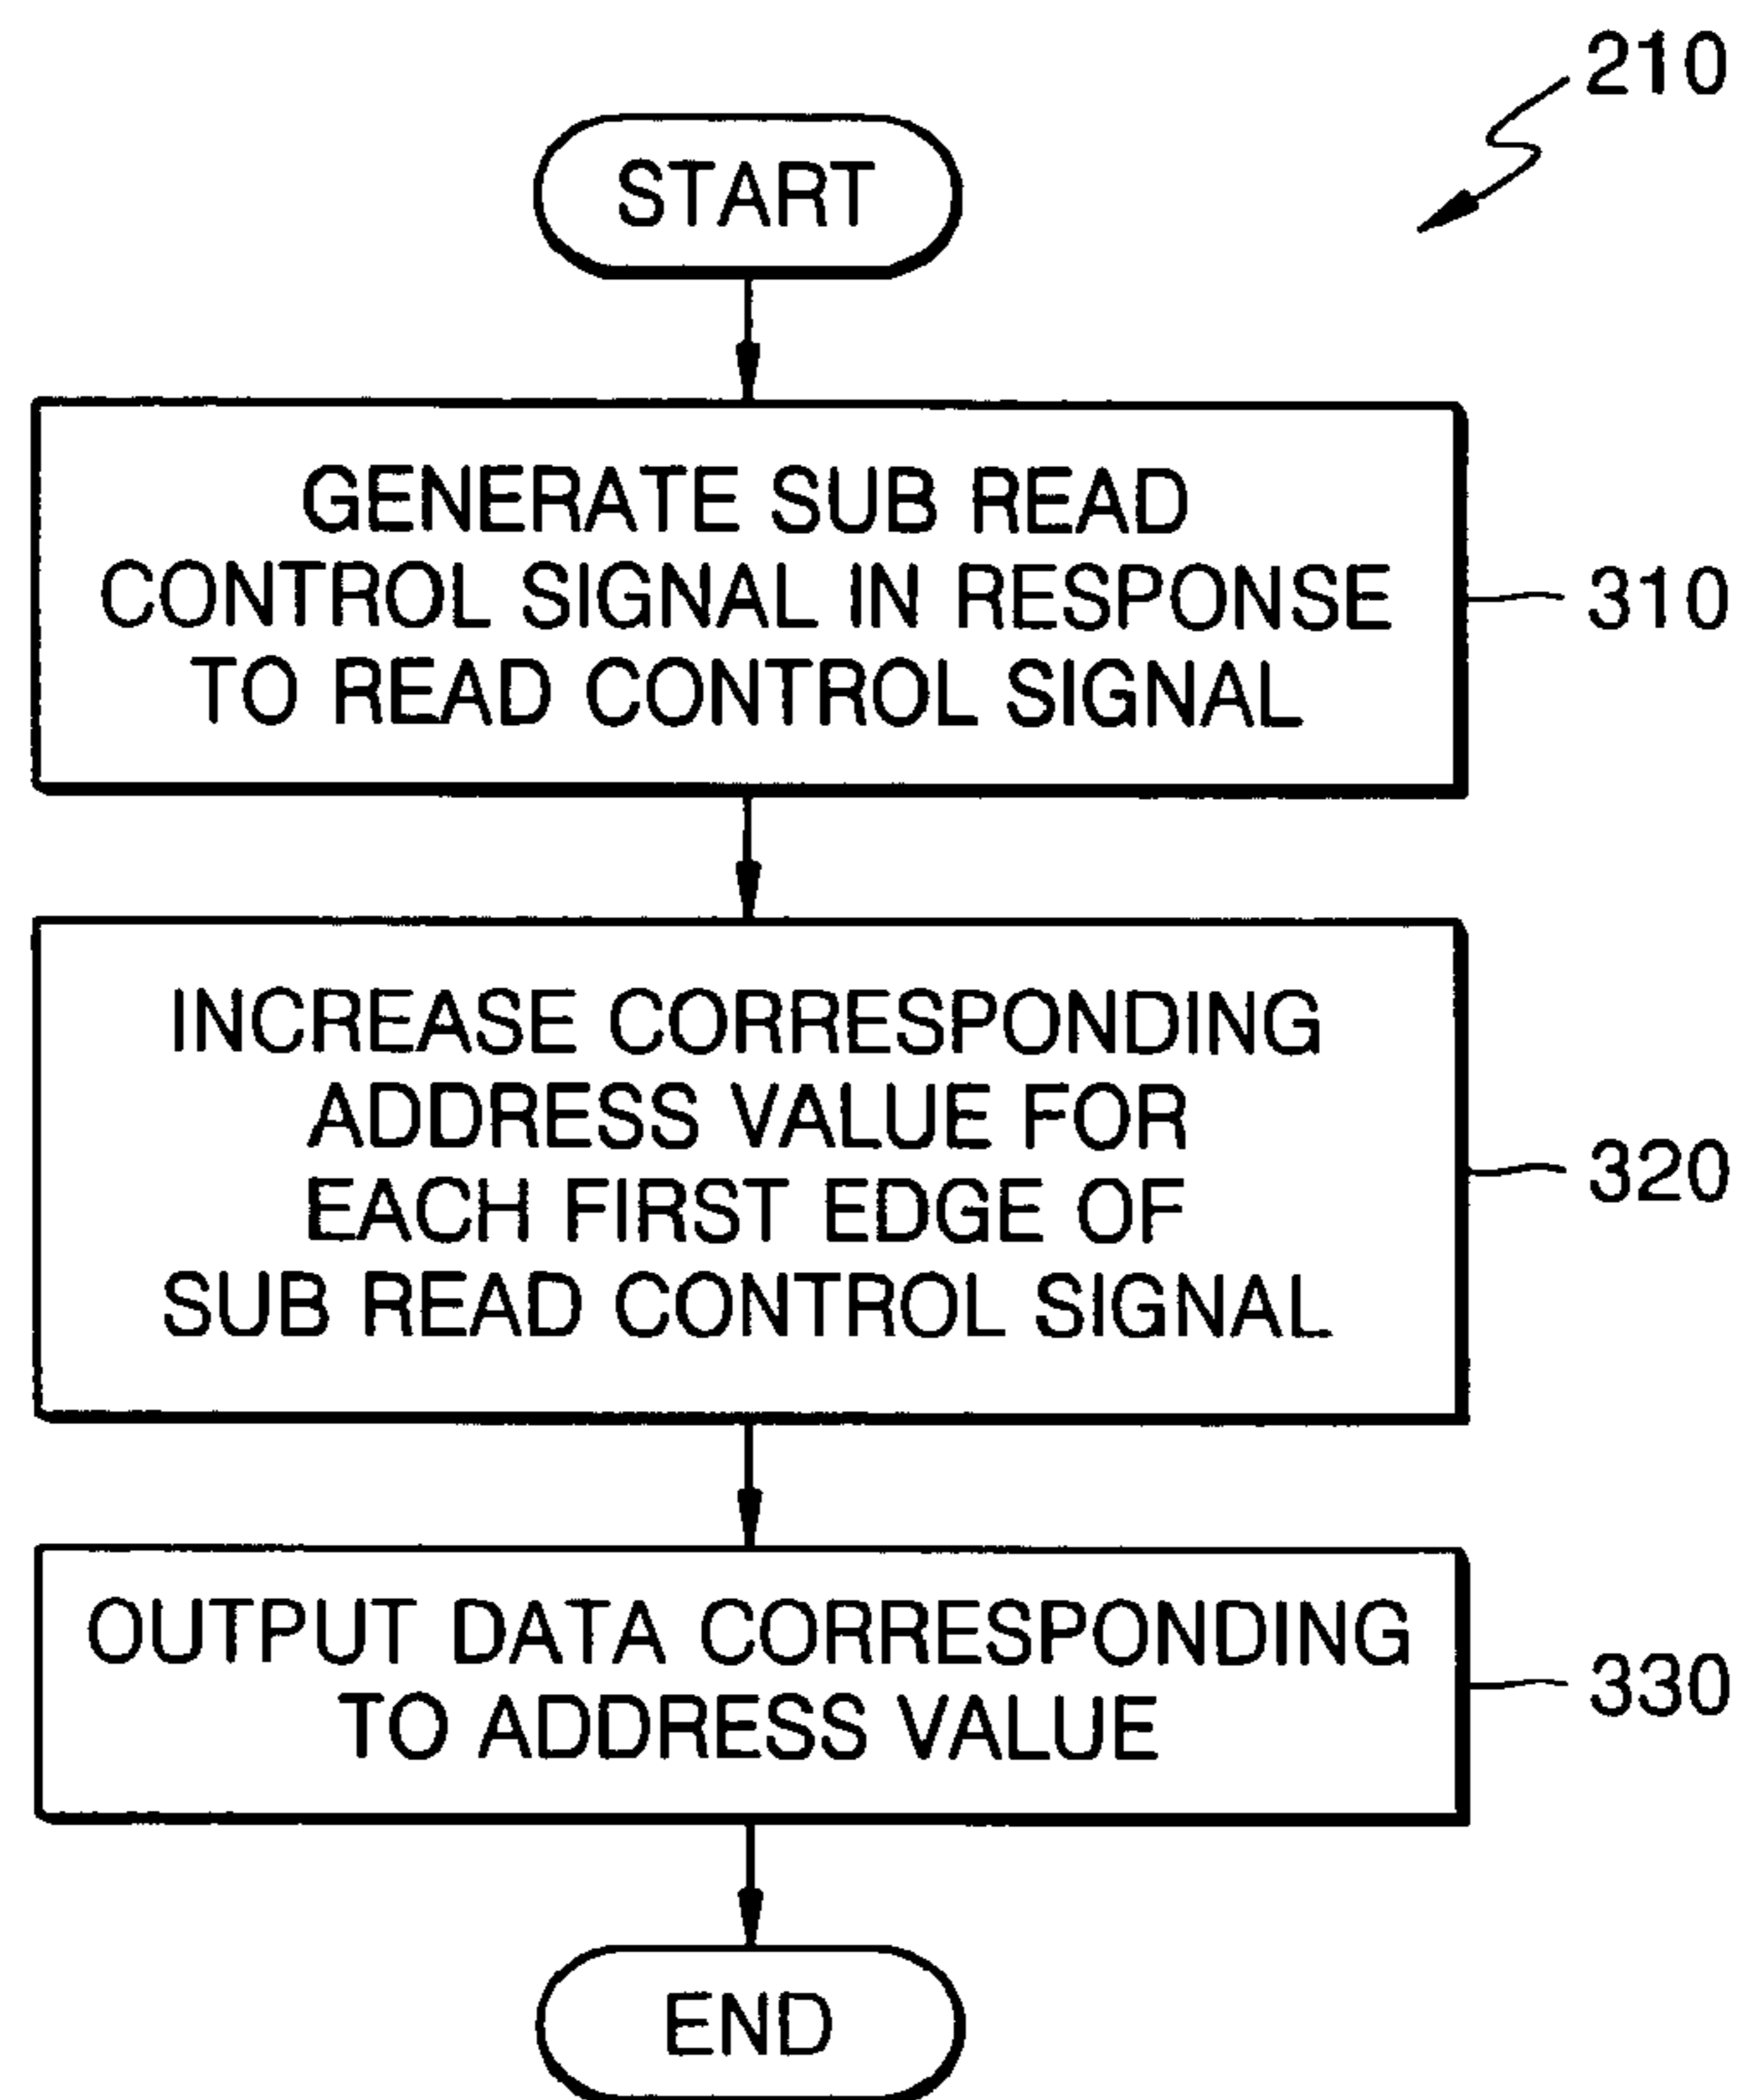 210
START
GENERATE SUB READ
CONTROL SIGNAL IN RESPONSE
TO READ CONTROL SIGNAL
310
INCREASE CORRESPONDING
ADDRESS VALUE FOR
EACH FIRST EDGE OF
SUB READ CONTROL SIGNAL
320
OUTPUT DATA CORRESPONDING
TO ADDRESS VALUE
330
END